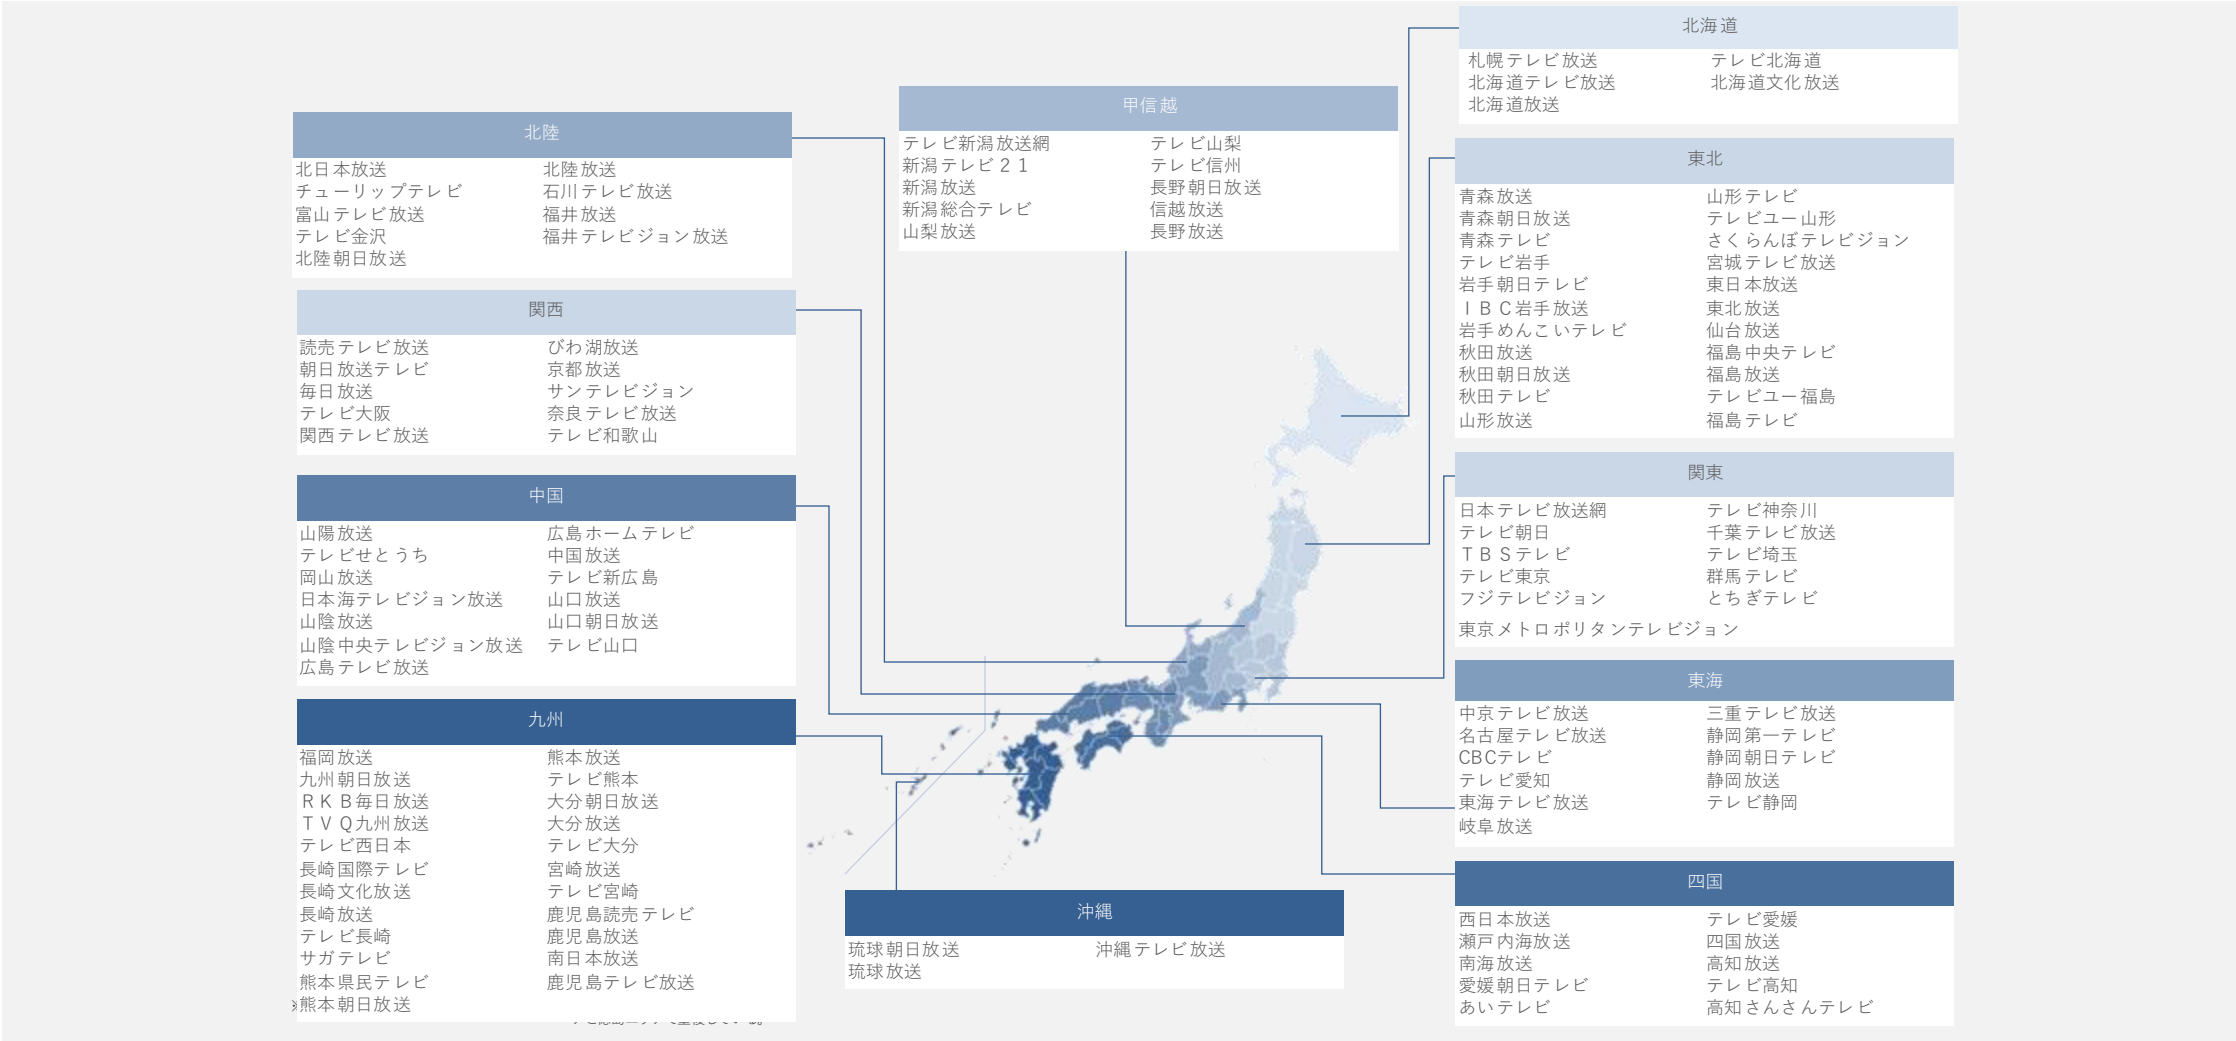 北海道
札幌テレビ放送
北海道テレビ放送
北海道放送
テレビ北海道
北海道文化放送
甲信越
テレビ新潟放送網
新潟テレビ２１
新潟放送
新潟総合テレビ
山梨放送
テレビ山梨
テレビ信州
長野朝日放送
信越放送
長野放送
北陸
北日本放送
チューリップテレビ
富山テレビ放送
テレビ金沢
北陸朝日放送
北陸放送
石川テレビ放送
福井放送
福井テレビジョン放送
東北
青森放送
青森朝日放送
青森テレビ
テレビ岩手
岩手朝日テレビ
ＩＢＣ岩手放送
岩手めんこいテレビ
秋田放送
秋田朝日放送
秋田テレビ
山形放送
山形テレビ
テレビユー山形
さくらんぼテレビジョン
宮城テレビ放送
東日本放送
東北放送
仙台放送
福島中央テレビ
福島放送
テレビユー福島
福島テレビ
関西
読売テレビ放送
朝日放送テレビ
毎日放送
テレビ大阪
関西テレビ放送
びわ湖放送
京都放送
サンテレビジョン
奈良テレビ放送
テレビ和歌山
関東
日本テレビ放送網
テレビ朝日
ＴＢＳテレビ
テレビ東京
フジテレビジョン
テレビ神奈川
千葉テレビ放送
テレビ埼玉
群馬テレビ
とちぎテレビ
東京メトロポリタンテレビジョン
中国
山陽放送
テレビせとうち
岡山放送
日本海テレビジョン放送
山陰放送
山陰中央テレビジョン放送
広島テレビ放送
広島ホームテレビ
中国放送
テレビ新広島
山口放送
山口朝日放送
テレビ山口
東海
中京テレビ放送
名古屋テレビ放送
CBCテレビ
テレビ愛知
東海テレビ放送
岐阜放送
三重テレビ放送
静岡第一テレビ
静岡朝日テレビ
静岡放送
テレビ静岡
九州
福岡放送
九州朝日放送
ＲＫＢ毎日放送
ＴＶＱ九州放送
テレビ西日本
長崎国際テレビ
長崎文化放送
長崎放送
テレビ長崎
サガテレビ
熊本県民テレビ
熊本朝日放送
熊本放送
テレビ熊本
大分朝日放送
大分放送
テレビ大分
宮崎放送
テレビ宮崎
鹿児島読売テレビ
鹿児島放送
南日本放送
鹿児島テレビ放送
四国
西日本放送
瀬戸内海放送
南海放送
愛媛朝日テレビ
あいテレビ
テレビ愛媛
四国放送
高知放送
テレビ高知
高知さんさんテレビ
沖縄
琉球朝日放送
琉球放送
沖縄テレビ放送